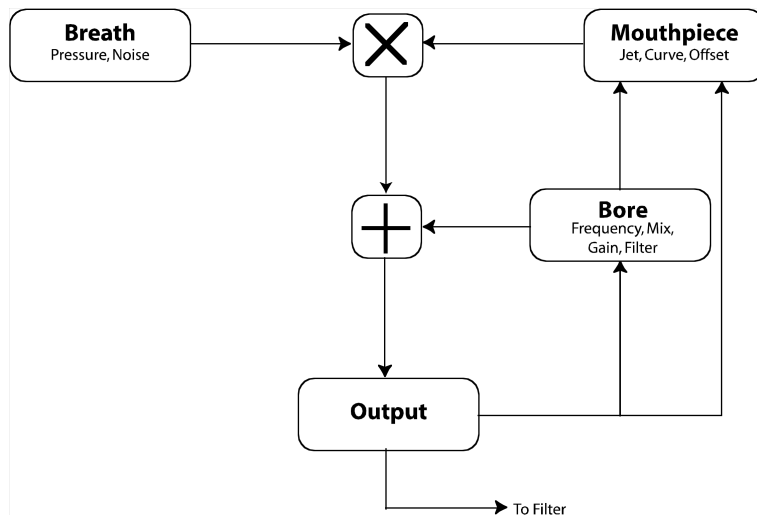 Breath
Pressure, Noise
Mouthpiece
Jet, Curve, Offset
Bore
Frequency, Mix,
Gain, Filter
Output
To Filter